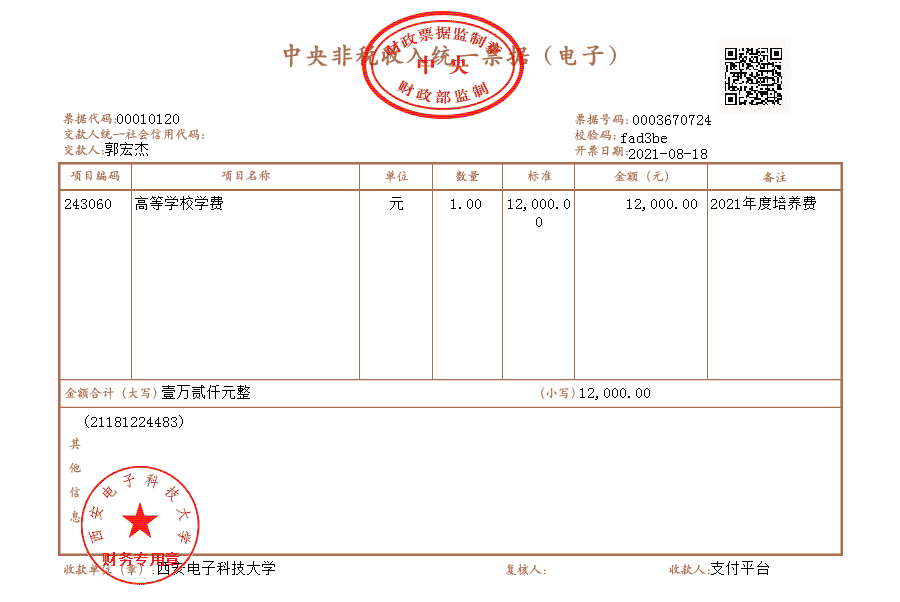 中央非税收入统一票据（电子）
财政票据监制章
中央
财政部监制
票据代码:00010120
票据号码:0003670724
交款人统一社会信用代码:
校验码:fad3be
交款人:郭宏杰
开票日期:2021-08-18
项目编码 项目名称 单位 数量 标准 金额（元） 备注
243060 高等学校学费 元 1.00 12,000.0 12,000.00 2021年度培养费
0
金额合计（大写）壹万贰仟元整 （小写）12,000.00
（21181224483）
其他信息
西安电子科技大学
财务专用章
收款单位（章）:西安电子科技大学 复核人: 收款人:支付平台